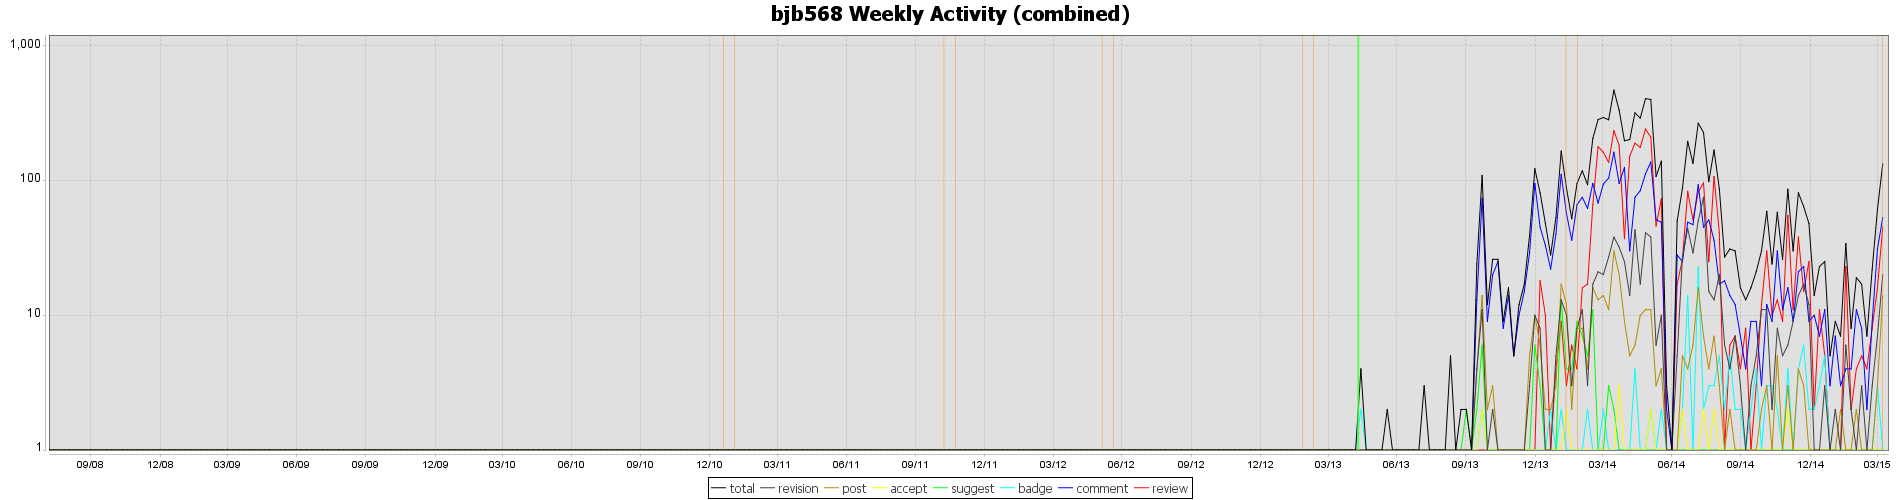 bjb568 Weekly Activity (combined)
1,000
100
10
1
09/08 12/08 03/09 06/09 09/09 12/09 03/10 06/10 09/10 12/10 03/11 06/11 09/11 12/11 03/12 06/12 09/12 12/12 03/13 06/13 09/13 12/13 03/14 06/14 09/14 12/14 03/15
total revision post accept suggest badge comment review